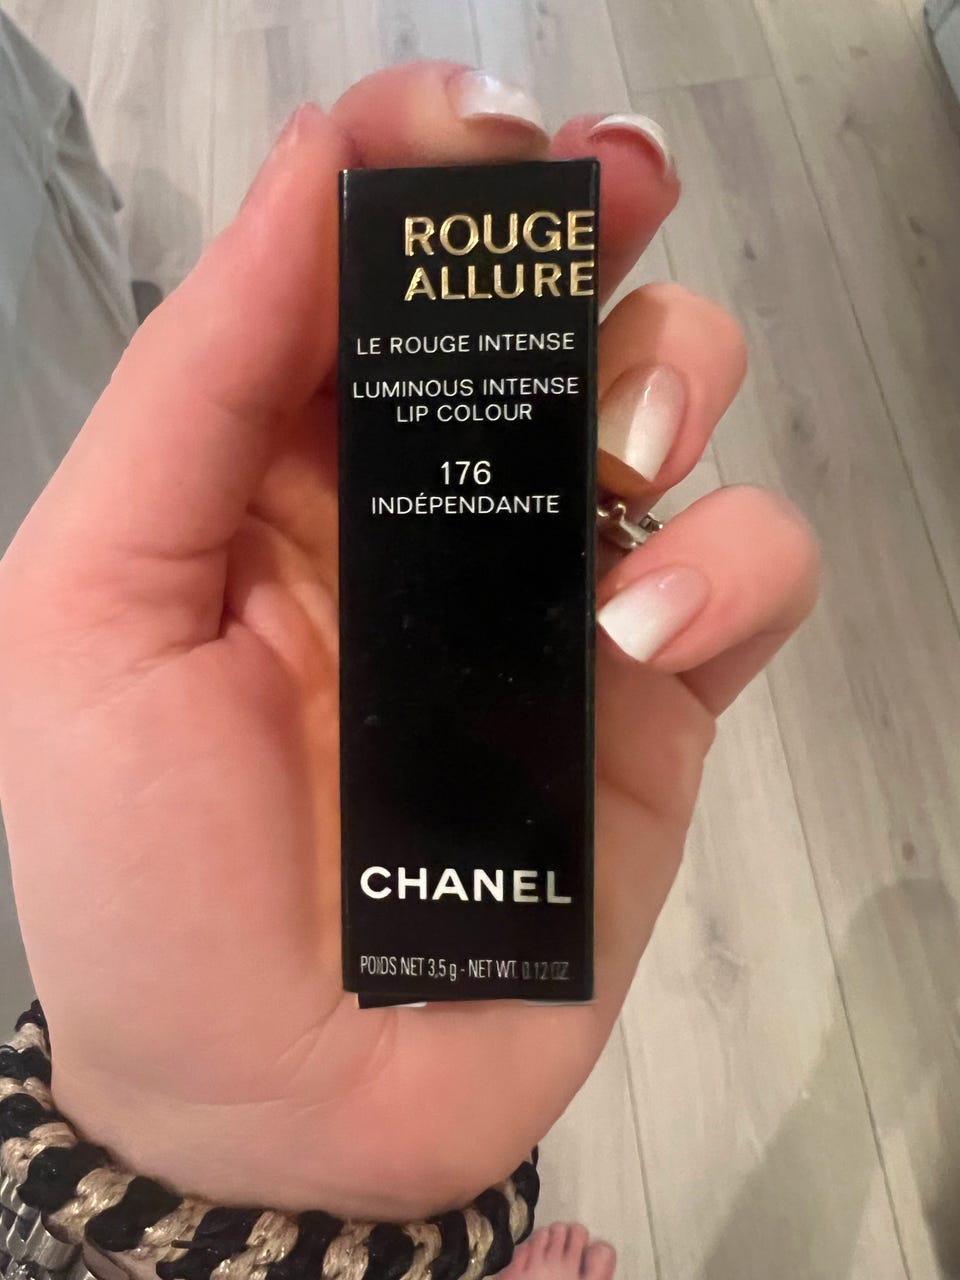 ROUGE
ALLURE
LE ROUGE INTENSE
LUMINOUS INTENSE
LIP COLOUR
176
INDÉPENDANTE
CHANEL
POIDS NET 3,5 g - NET WT. 0.12 OZ.